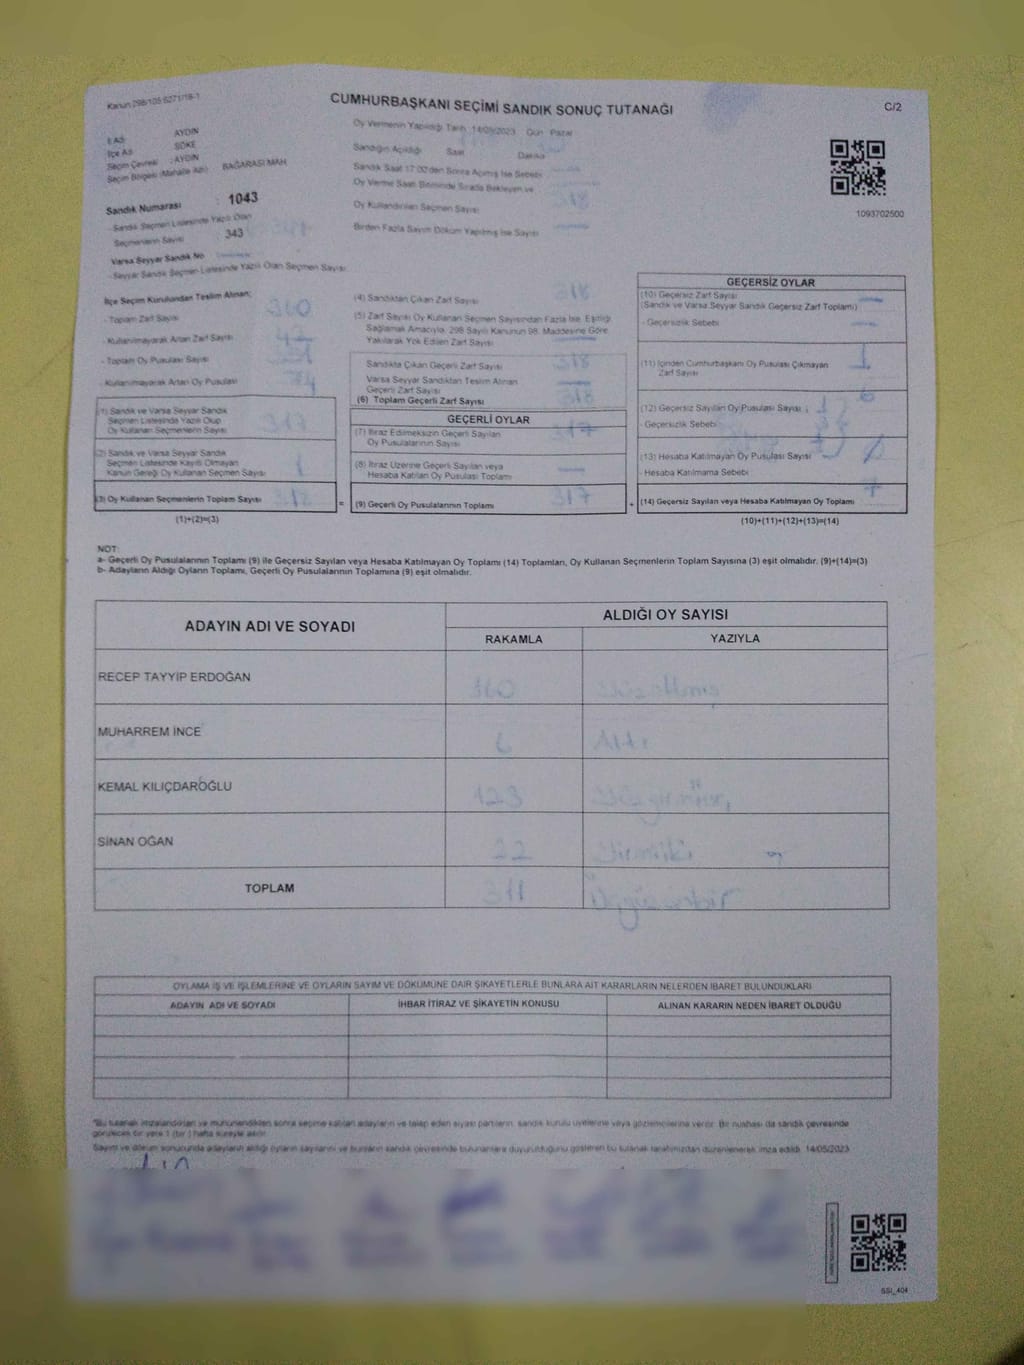 Kanun 298/105 6271/18-1
CUMHURBAŞKANI SEÇİMİ SANDIK SONUÇ TUTANAĞI
C/2
İl Adı : AYDIN
İlçe Adı : SÖKE
Seçim Çevresi : AYDIN
Seçim Bölgesi (Mahalle Adı) : BAĞARASI MAH
Sandık Numarası : 1043
- Sandık Seçmen Listesinde Yazılı Olan
Seçmenlerin Sayısı : 343
Varsa Seyyar Sandık No
- Seyyar Sandık Seçmen Listesinde Yazılı Olan Seçmen Sayısı:
Oy Vermenin Yapıldığı Tarih 14/05/2023 Gün Pazar
Sandığın Açıldığı Saat Dakika
Sandık Saat 17:00'den Sonra Açılmış İse Sebebi
Oy Verme Saati Bitiminde Sırada Bekleyen ve
Oy Kullandırılan Seçmen Sayısı 318
Birden Fazla Sayım Döküm Yapılmış İse Sayısı
1093702500
İlçe Seçim Kurulundan Teslim Alınan;
- Toplam Zarf Sayısı 360
- Kullanılmayarak Artan Zarf Sayısı 42
- Toplam Oy Pusulası Sayısı
- Kullanılmayarak Artan Oy Pusulası 74
(1) Sandık ve Varsa Seyyar Sandık
Seçmen Listesinde Yazılı Olup
Oy Kullanan Seçmenlerin Sayısı 317
(2) Sandık ve Varsa Seyyar Sandık
Seçmen Listesinde Kayıtlı Olmayan
Kanun Gereği Oy Kullanan Seçmen Sayısı 1
(3) Oy Kullanan Seçmenlerin Toplam Sayısı 318
(1)+(2)=(3)
=
(4) Sandıktan Çıkan Zarf Sayısı 318
(5) Zarf Sayısı Oy Kullanan Seçmen Sayısından Fazla İse, Eşitliği
Sağlamak Amacıyla, 298 Sayılı Kanunun 98. Maddesine Göre
Yakılarak Yok Edilen Zarf Sayısı
Sandıkta Çıkan Geçerli Zarf Sayısı 318
Varsa Seyyar Sandıktan Teslim Alınan
Geçerli Zarf Sayısı
(6) Toplam Geçerli Zarf Sayısı 318
GEÇERLİ OYLAR
(7) İtiraz Edilmeksizin Geçerli Sayılan
Oy Pusulalarının Sayısı 317
(8) İtiraz Üzerine Geçerli Sayılan veya
Hesaba Katılan Oy Pusulası Toplamı
(9) Geçerli Oy Pusulalarının Toplamı 317
+
GEÇERSİZ OYLAR
(10) Geçersiz Zarf Sayısı
(Sandık ve Varsa Seyyar Sandık Geçersiz Zarf Toplamı)
- Geçersizlik Sebebi
(11) İçinden Cumhurbaşkanı Oy Pusulası Çıkmayan
Zarf Sayısı 1
(12) Geçersiz Sayılan Oy Pusulası Sayısı
Geçersizlik Sebebi
(13) Hesaba Katılmayan Oy Pusulası Sayısı
- Hesaba Katılmama Sebebi
(14) Geçersiz Sayılan veya Hesaba Katılmayan Oy Toplamı 7
(10)+(11)+(12)+(13)=(14)
NOT:
a- Geçerli Oy Pusulalarının Toplamı (9) ile Geçersiz Sayılan veya Hesaba Katılmayan Oy Toplamı (14) Toplamları, Oy Kullanan Seçmenlerin Toplam Sayısına (3) eşit olmalıdır. (9)+(14)=(3)
b- Adayların Aldığı Oyların Toplamı, Geçerli Oy Pusulalarının Toplamına (9) eşit olmalıdır.
ADAYIN ADI VE SOYADI
ALDIĞI OY SAYISI
RAKAMLA YAZIYLA
RECEP TAYYİP ERDOĞAN 160 Yüzaltmış
MUHARREM İNCE 6 Altı
KEMAL KILIÇDAROĞLU 123
SİNAN OĞAN 22 Yirmiiki
TOPLAM 311
OYLAMA İŞ VE İŞLEMLERİNE VE OYLARIN SAYIM VE DÖKÜMÜNE DAİR ŞİKAYETLERLE BUNLARA AİT KARARLARIN NELERDEN İBARET BULUNDUKLARI
ADAYIN ADI VE SOYADI İHBAR İTİRAZ VE ŞİKAYETİN KONUSU ALINAN KARARIN NEDEN İBARET OLDUĞU
*Bu tutanak imzalandıktan ve mühürlendikten sonra seçime katılan adayların ve talep eden siyasi partilerin, sandık kurulu üyelerine veya gözlemcilerine verilir. Bir nushası da sandık çevresinde
görülecek bir yere 1 (bir) hafta süreyle asılır.
Sayım ve döküm sonucunda adayların aldığı oyların sayılarını ve bunların sandık çevresinde bulunanlara duyurulduğunu gösteren bu tutanak tarafımızdan düzenlenerek imza edildi. 14/05/2023
SSI_404